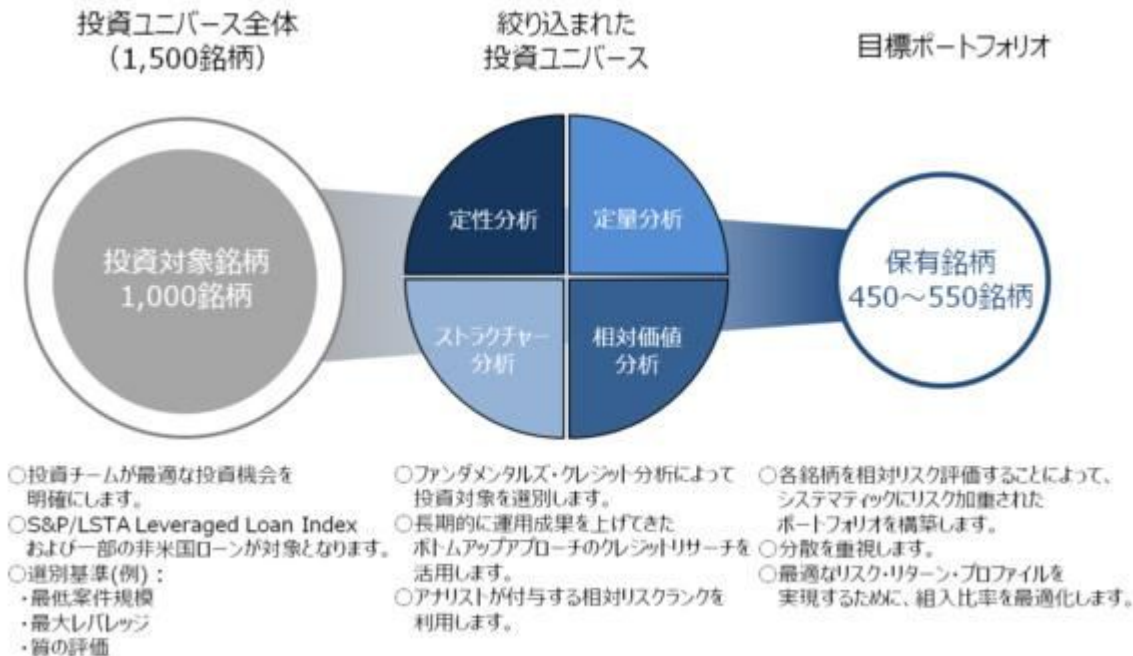 投資ユニバース全体
(1,500銘柄)
絞り込まれた
投資ユニバース
目標ポートフォリオ
投資対象銘柄
1,000銘柄
定性分析
定量分析
ストラクチャー
分析
相対価値
分析
保有銘柄
450～550銘柄
○投資チームが最適な投資機会を
明確にします。
○S&P/LSTA Leveraged Loan Index
および一部の非米国ローンが対象となります。
○選別基準(例)：
・最低案件規模
・最大レバレッジ
・質の評価
○ファンダメンタルズ・クレジット分析によって
投資対象を選別します。
○長期的に運用成果を上げてきた
ボトムアップアプローチのクレジットリサーチを
活用します。
○アナリストが付与する相対リスクランクを
利用します。
○各銘柄を相対リスク評価することによって、
システマティックにリスク加重された
ポートフォリオを構築します。
○分散を重視します。
○最適なリスク・リターン・プロファイルを
実現するために、組入比率を最適化します。